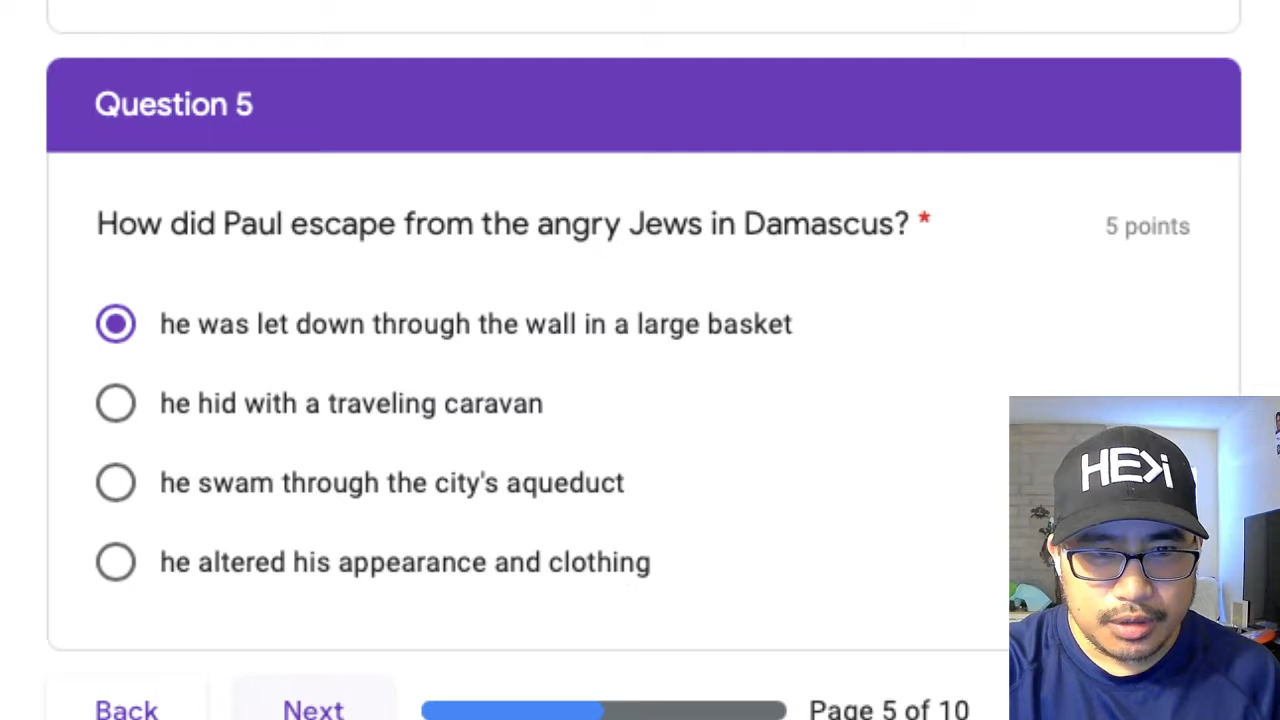 Question 5
How did Paul escape from the angry Jews in Damascus? *
5 points
he was let down through the wall in a large basket
he hid with a traveling caravan
he swam through the city's aqueduct
he altered his appearance and clothing
HE>i
Back
Next
Page 5 of 10